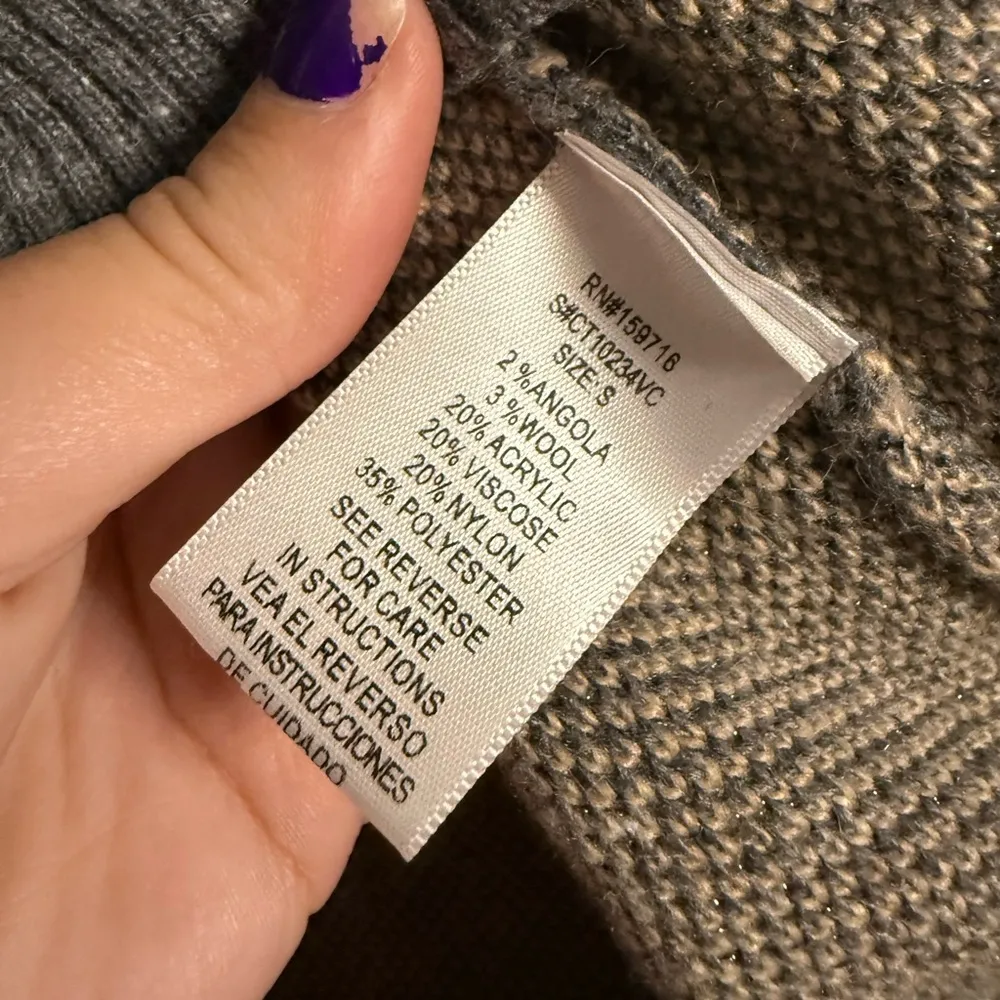 RN#159716
S#CT10234VC
SIZE: S
2 %ANGOLA
3 %WOOL
20% ACRYLIC
20% VISCOSE
20% NYLON
35% POLYESTER
SEE REVERSE
FOR CARE
IN STRUCTIONS
VEA EL REVERSO
PARA INSTRUCCIONES
DE CUIDADO